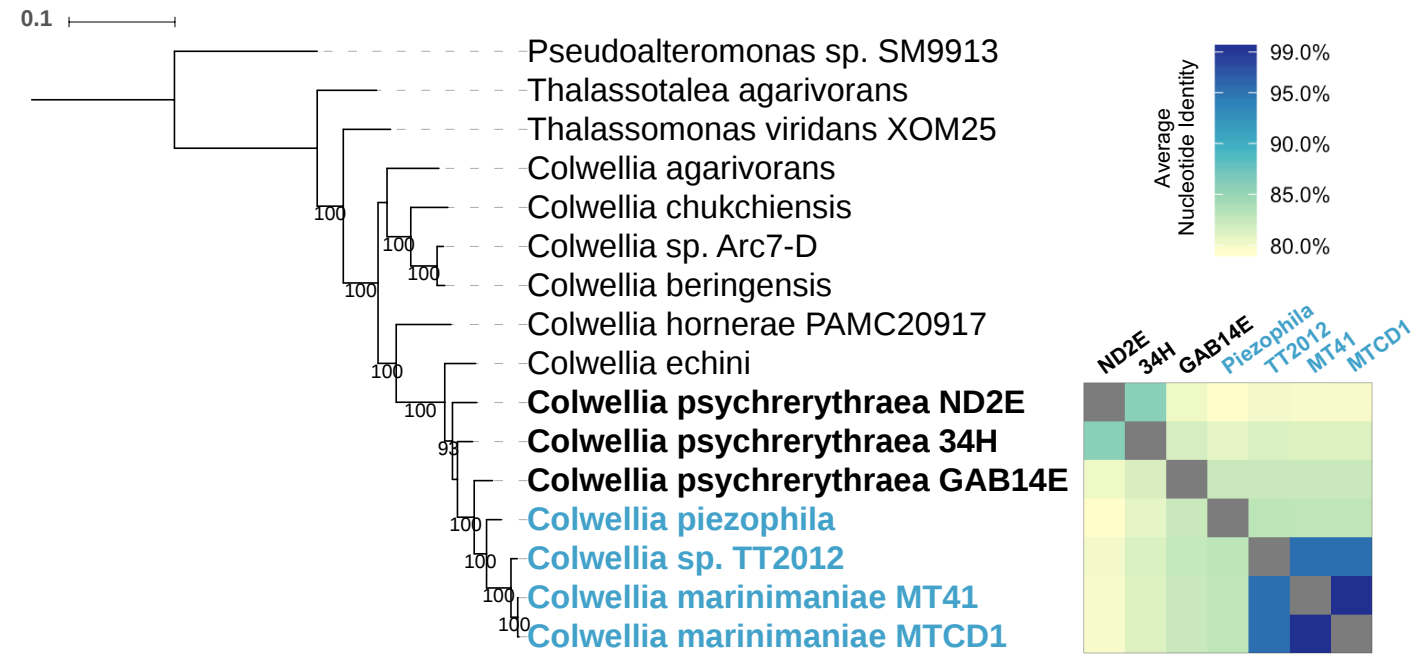 0.1
Pseudoalteromonas sp. SM9913
Thalassotalea agarivorans
Thalassomonas viridans XOM25
Colwellia agarivorans
Colwellia chukchiensis
Colwellia sp. Arc7-D
Colwellia beringensis
Colwellia hornerae PAMC20917
Colwellia echini
Colwellia psychrerythraea ND2E
Colwellia psychrerythraea 34H
Colwellia psychrerythraea GAB14E
Colwellia piezophila
Colwellia sp. TT2012
Colwellia marinimaniae MT41
Colwellia marinimaniae MTCD1
100
100
100
100
100
100
93
100
100
100
100
Average
Nucleotide Identity
99.0%
95.0%
90.0%
85.0%
80.0%
ND2E
34H
GAB14E
Piezophila
TT2012
MT41
MTCD1